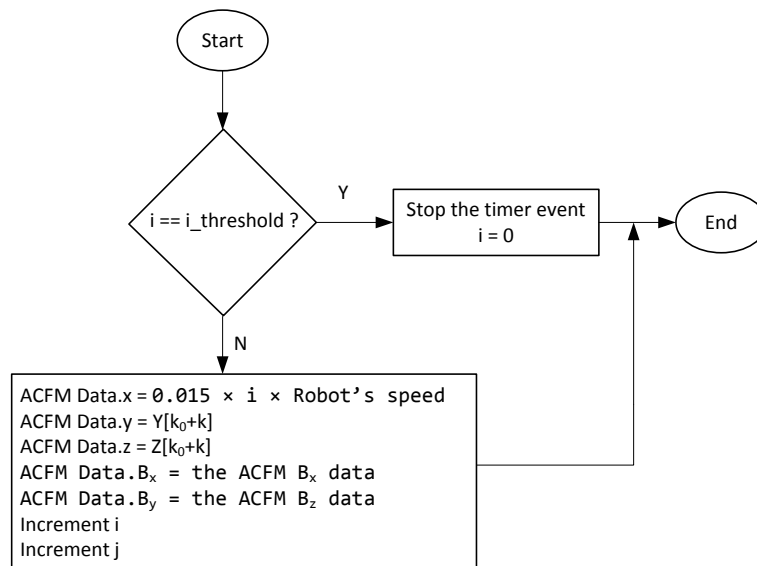 Start
i == i_threshold ?
Y
Stop the timer event
i = 0
End
N
ACFM Data.x = 0.015 × i × Robot’s speed
ACFM Data.y = Y[k₀+k]
ACFM Data.z = Z[k₀+k]
ACFM Data.Bₓ = the ACFM Bₓ data
ACFM Data.By = the ACFM Bz data
Increment i
Increment j